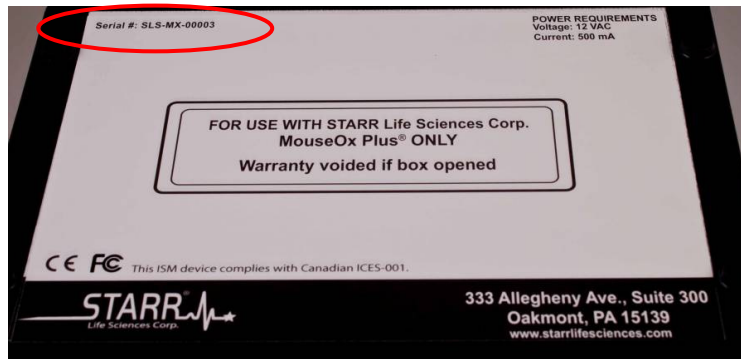 Serial #: SLS-MX-00003
POWER REQUIREMENTS
Voltage: 12 VAC
Current: 500 mA
FOR USE WITH STARR Life Sciences Corp.
MouseOx Plus® ONLY
Warranty voided if box opened
CE FC This ISM device complies with Canadian ICES-001.
STARR
Life Sciences Corp.
333 Allegheny Ave., Suite 300
Oakmont, PA 15139
www.starrlifesciences.com